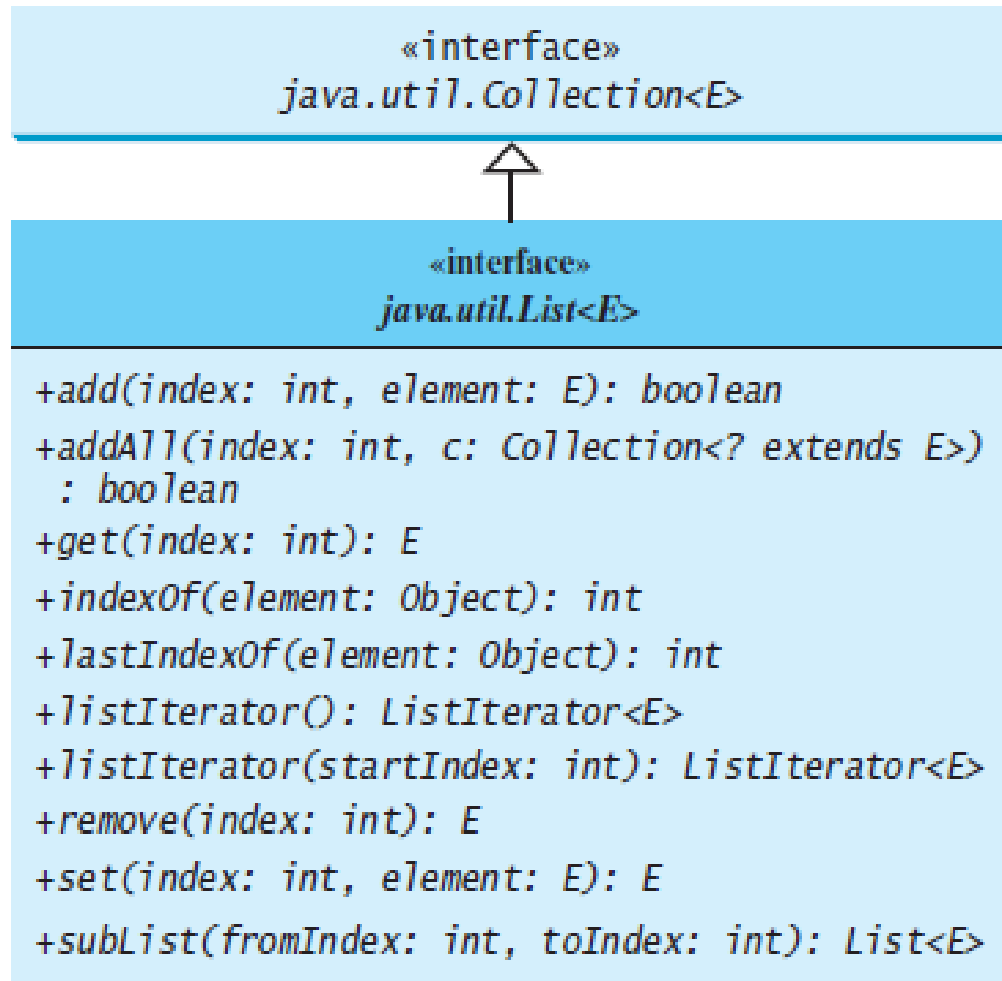 «interface»
java.util.Collection<E>
«interface»
java.util.List<E>
+add(index: int, element: E): boolean
+addAll(index: int, c: Collection<? extends E>)
: boolean
+get(index: int): E
+indexOf(element: Object): int
+lastIndexOf(element: Object): int
+listIterator(): ListIterator<E>
+listIterator(startIndex: int): ListIterator<E>
+remove(index: int): E
+set(index: int, element: E): E
+subList(fromIndex: int, toIndex: int): List<E>